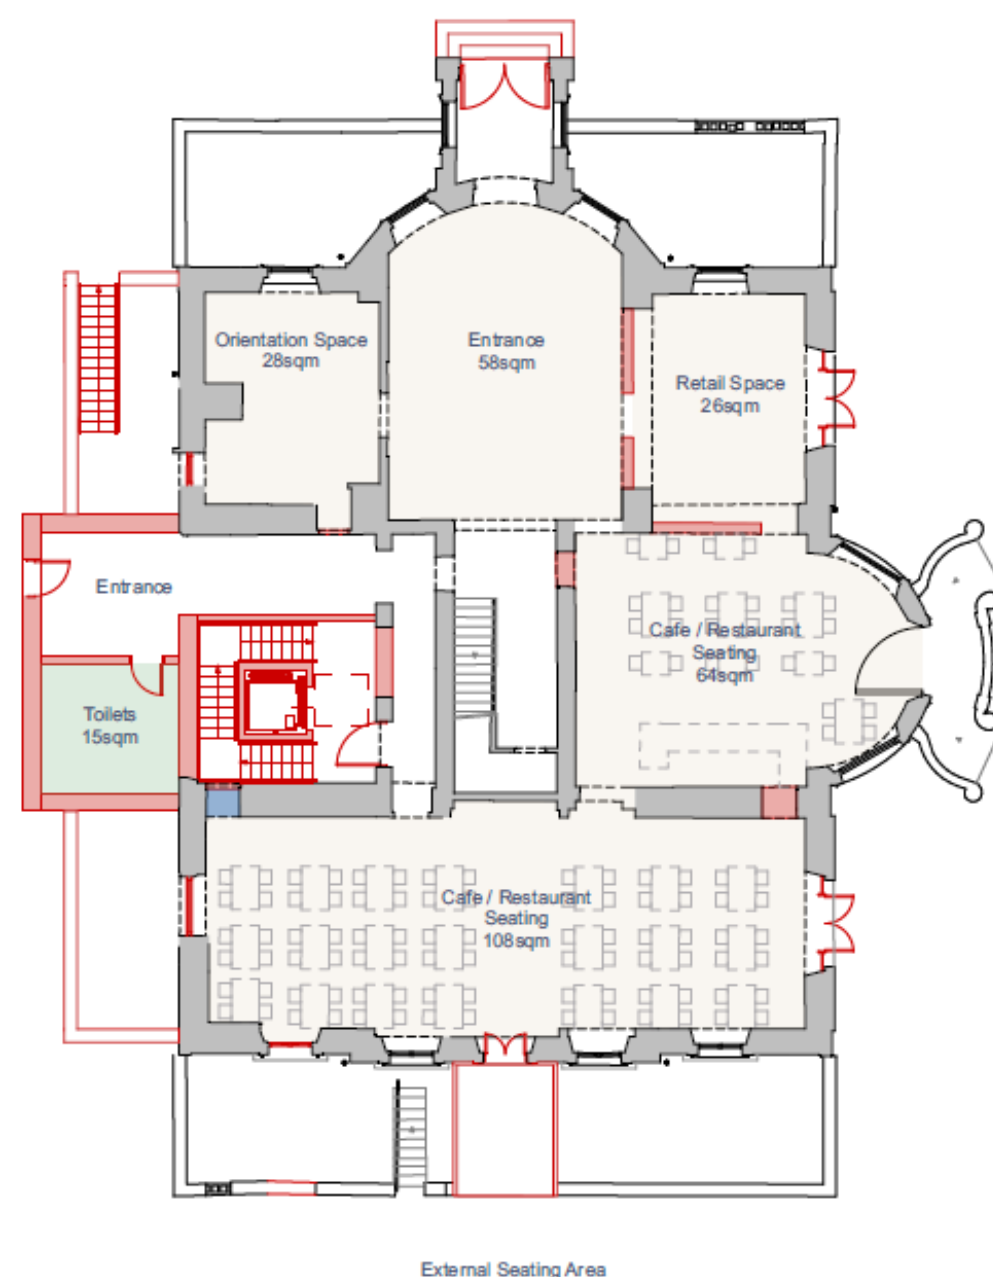 Orientation Space
28sqm
Entrance
58sqm
Retail Space
26sqm
Entrance
Cafe / Restaurant
Seating
64sqm
Toilets
15sqm
Cafe / Restaurant
Seating
108sqm
External Seating Area